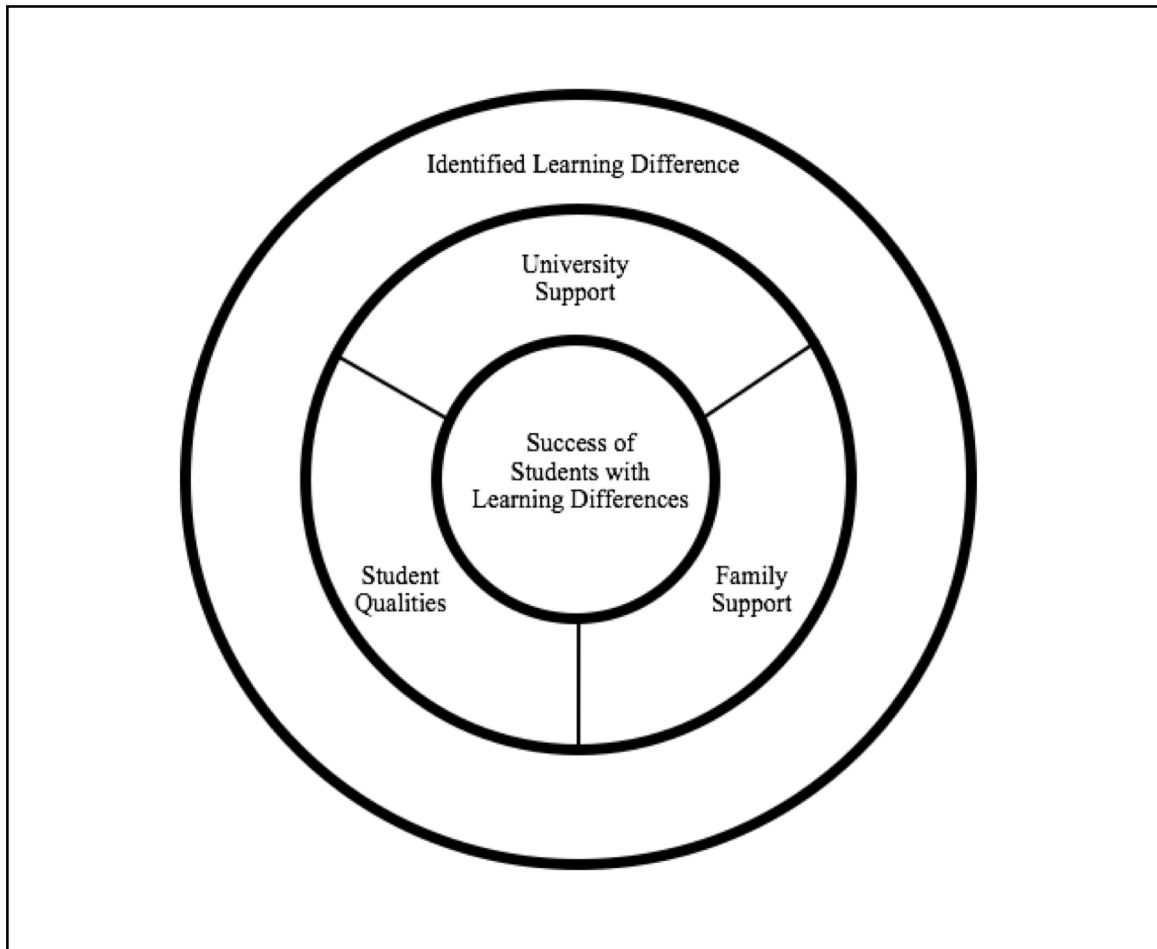 Identified Learning Difference
University
Support
Success of
Students with
Learning Differences
Student
Qualities
Family
Support